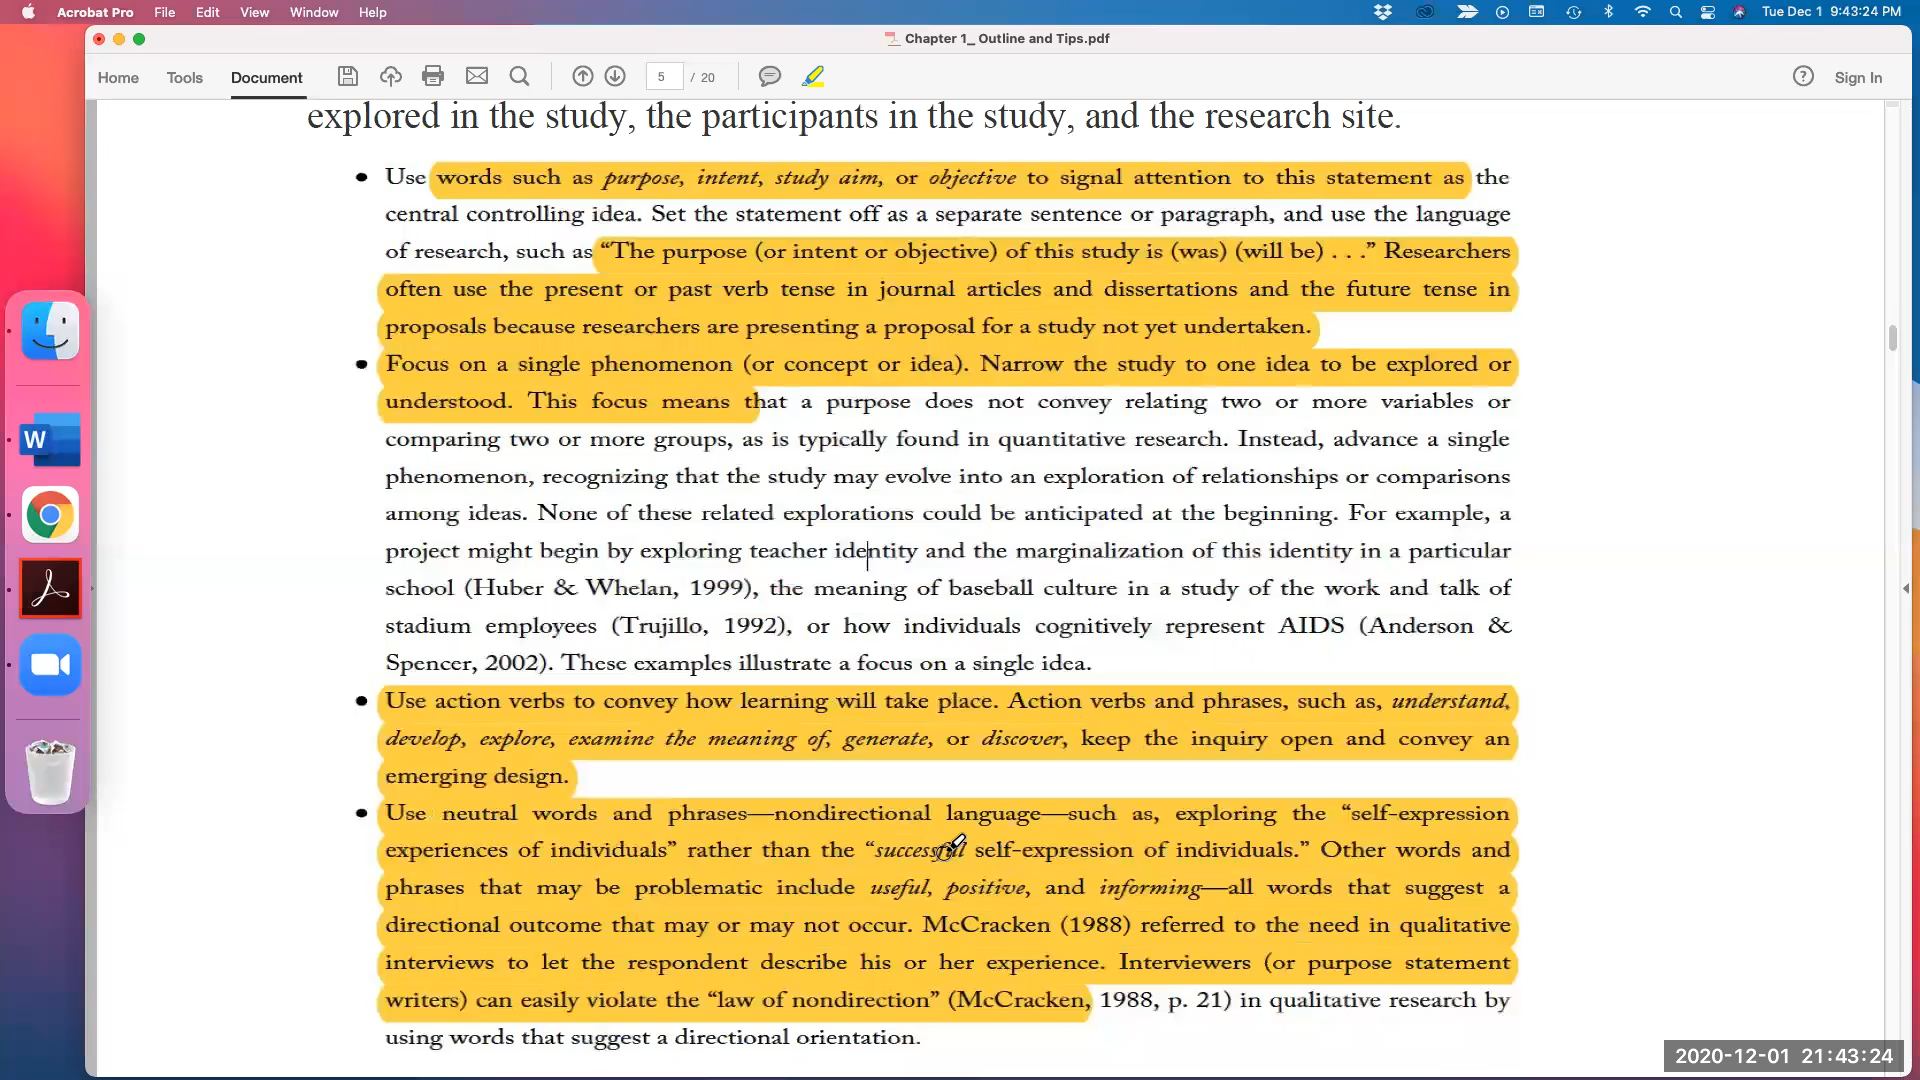 Acrobat Pro File Edit View Window Help Tue Dec 1 9:43:24 PM
Chapter 1_ Outline and Tips.pdf
Home Tools Document 5 / 20 Sign In
explored in the study, the participants in the study, and the research site.
• Use words such as purpose, intent, study aim, or objective to signal attention to this statement as the
central controlling idea. Set the statement off as a separate sentence or paragraph, and use the language
of research, such as “The purpose (or intent or objective) of this study is (was) (will be) . . .” Researchers
often use the present or past verb tense in journal articles and dissertations and the future tense in
proposals because researchers are presenting a proposal for a study not yet undertaken.
• Focus on a single phenomenon (or concept or idea). Narrow the study to one idea to be explored or
understood. This focus means that a purpose does not convey relating two or more variables or
comparing two or more groups, as is typically found in quantitative research. Instead, advance a single
phenomenon, recognizing that the study may evolve into an exploration of relationships or comparisons
among ideas. None of these related explorations could be anticipated at the beginning. For example, a
project might begin by exploring teacher identity and the marginalization of this identity in a particular
school (Huber & Whelan, 1999), the meaning of baseball culture in a study of the work and talk of
stadium employees (Trujillo, 1992), or how individuals cognitively represent AIDS (Anderson &
Spencer, 2002). These examples illustrate a focus on a single idea.
• Use action verbs to convey how learning will take place. Action verbs and phrases, such as, understand,
develop, explore, examine the meaning of, generate, or discover, keep the inquiry open and convey an
emerging design.
• Use neutral words and phrases—nondirectional language—such as, exploring the “self-expression
experiences of individuals” rather than the “successful self-expression of individuals.” Other words and
phrases that may be problematic include useful, positive, and informing—all words that suggest a
directional outcome that may or may not occur. McCracken (1988) referred to the need in qualitative
interviews to let the respondent describe his or her experience. Interviewers (or purpose statement
writers) can easily violate the “law of nondirection” (McCracken, 1988, p. 21) in qualitative research by
using words that suggest a directional orientation.
W
2020-12-01 21:43:24